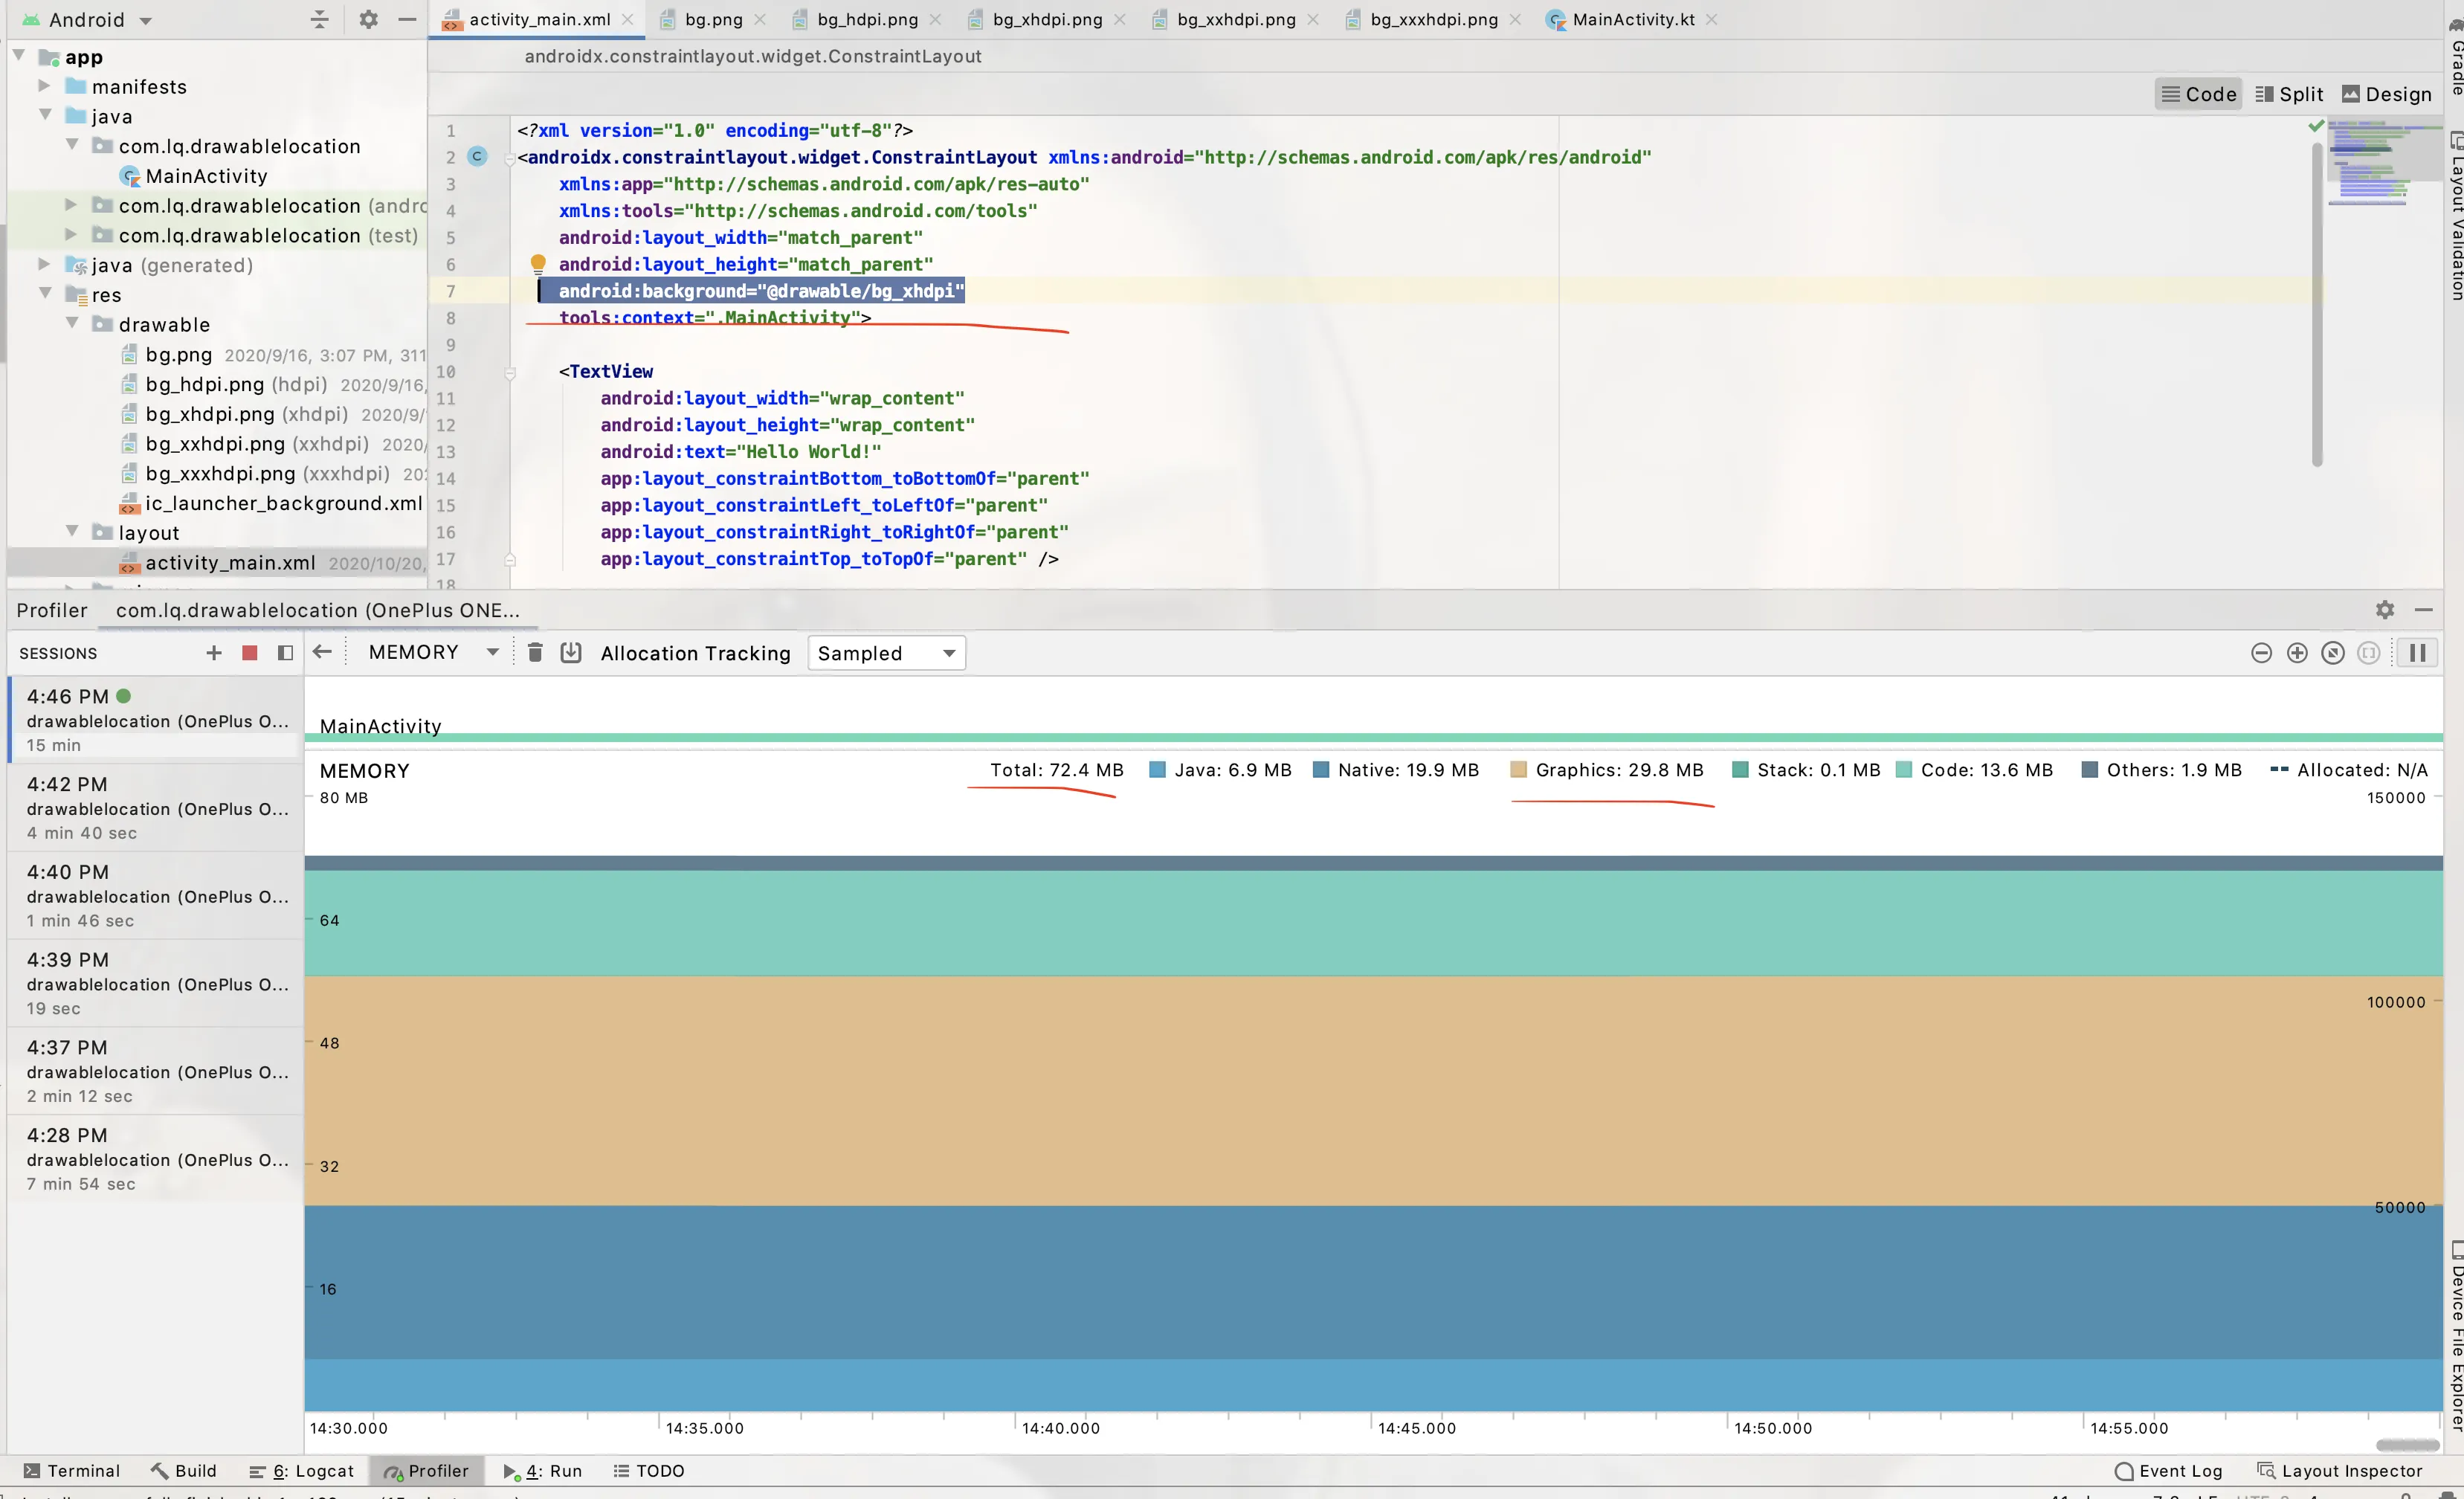 Android
activity_main.xml
bg.png
bg_hdpi.png
bg_xhdpi.png
bg_xxhdpi.png
bg_xxxhdpi.png
MainActivity.kt
app
manifests
java
com.lq.drawablelocation
MainActivity
com.lq.drawablelocation (andrc
com.lq.drawablelocation (test)
java (generated)
res
drawable
bg.png 2020/9/16, 3:07 PM, 311
bg_hdpi.png (hdpi) 2020/9/16,
bg_xhdpi.png (xhdpi) 2020/9/
bg_xxhdpi.png (xxhdpi) 2020/
bg_xxxhdpi.png (xxxhdpi) 20
ic_launcher_background.xml
layout
activity_main.xml 2020/10/20,
androidx.constraintlayout.widget.ConstraintLayout
Code Split Design
1 <?xml version="1.0" encoding="utf-8"?>
2 <androidx.constraintlayout.widget.ConstraintLayout xmlns:android="http://schemas.android.com/apk/res/android"
3 xmlns:app="http://schemas.android.com/apk/res-auto"
4 xmlns:tools="http://schemas.android.com/tools"
5 android:layout_width="match_parent"
6 android:layout_height="match_parent"
7 android:background="@drawable/bg_xhdpi"
8 tools:context=".MainActivity">
9
10 <TextView
11 android:layout_width="wrap_content"
12 android:layout_height="wrap_content"
13 android:text="Hello World!"
14 app:layout_constraintBottom_toBottomOf="parent"
15 app:layout_constraintLeft_toLeftOf="parent"
16 app:layout_constraintRight_toRightOf="parent"
17 app:layout_constraintTop_toTopOf="parent" />
18
Gradle
Layout Validation
Device File Explorer
Profiler com.lq.drawablelocation (OnePlus ONE...
SESSIONS
MEMORY
Allocation Tracking Sampled
4:46 PM
drawablelocation (OnePlus O...
15 min
4:42 PM
drawablelocation (OnePlus O...
4 min 40 sec
4:40 PM
drawablelocation (OnePlus O...
1 min 46 sec
4:39 PM
drawablelocation (OnePlus O...
19 sec
4:37 PM
drawablelocation (OnePlus O...
2 min 12 sec
4:28 PM
drawablelocation (OnePlus O...
7 min 54 sec
MainActivity
MEMORY Total: 72.4 MB Java: 6.9 MB Native: 19.9 MB Graphics: 29.8 MB Stack: 0.1 MB Code: 13.6 MB Others: 1.9 MB Allocated: N/A
80 MB 150000
64
100000
48
32
50000
16
14:30.000 14:35.000 14:40.000 14:45.000 14:50.000 14:55.000
Terminal Build 6: Logcat Profiler 4: Run TODO Event Log Layout Inspector